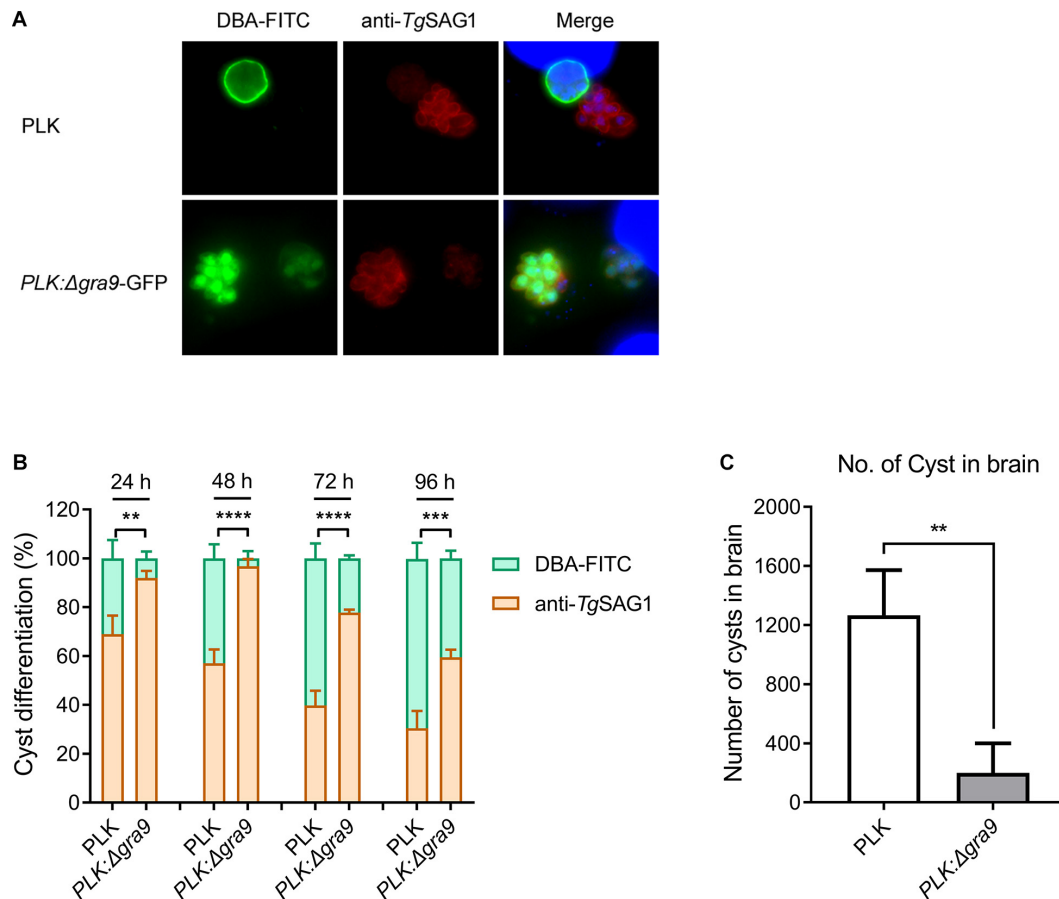 A
DBA-FITC anti-TgSAG1 Merge
PLK
PLK:Δgra9-GFP
B
24 h 48 h 72 h 96 h
** **** **** ***
Cyst differentiation (%)
120
100
80
60
40
20
0
PLK PLK:Δgra9 PLK PLK:Δgra9 PLK PLK:Δgra9 PLK PLK:Δgra9
DBA-FITC
anti-TgSAG1
C
No. of Cyst in brain
**
Number of cysts in brain
2000
1600
1200
800
400
0
PLK PLK:Δgra9